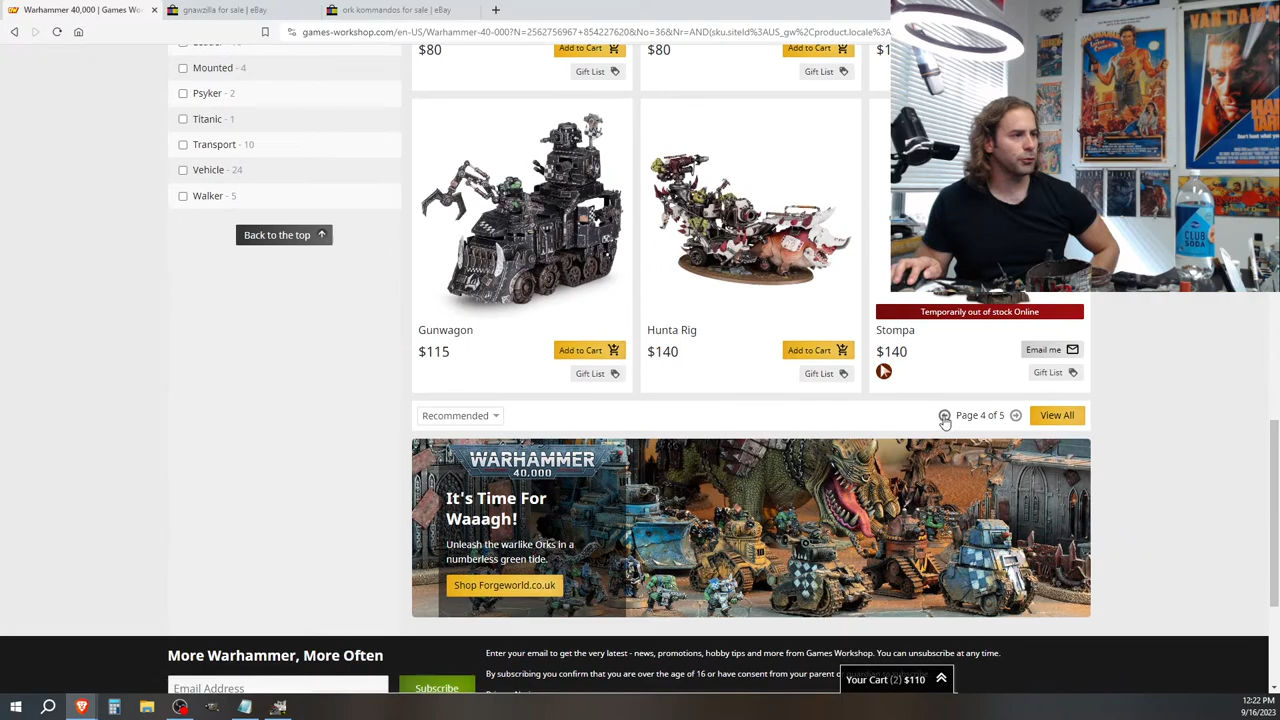 Warhammer 40,000 | Games Wo
gnawzilla for sale | eBay
ork kommandos for sale | eBay
games-workshop.com/en-US/Warhammer-40-000?N=2562756967+854227620&No=36&Nr=AND(sku.siteId%3AUS_gw%2Cproduct.locale%3A
Mounted - 4
Psyker - 2
Titanic - 1
Transport - 10
Vehicle - 24
Walker - 5
Back to the top
$80
Add to Cart
Gift List
$80
Add to Cart
Gift List
Gunwagon
$115
Add to Cart
Gift List
Hunta Rig
$140
Add to Cart
Gift List
Temporarily out of stock Online
Stompa
$140
Email me
Gift List
Recommended
Page 4 of 5
View All
WARHAMMER
40,000
It's Time For
Waaagh!
Unleash the warlike Orks in a
numberless green tide.
Shop Forgeworld.co.uk
More Warhammer, More Often
Enter your email to get the very latest - news, promotions, hobby tips and more from Games Workshop. You can unsubscribe at any time.
By subscribing you confirm that you are over the age of 16 or have consent from your parent o
Email Address
Subscribe
Your Cart (2) $110
VAN DAMME
CLUB
SODA
12:22 PM
9/16/2023